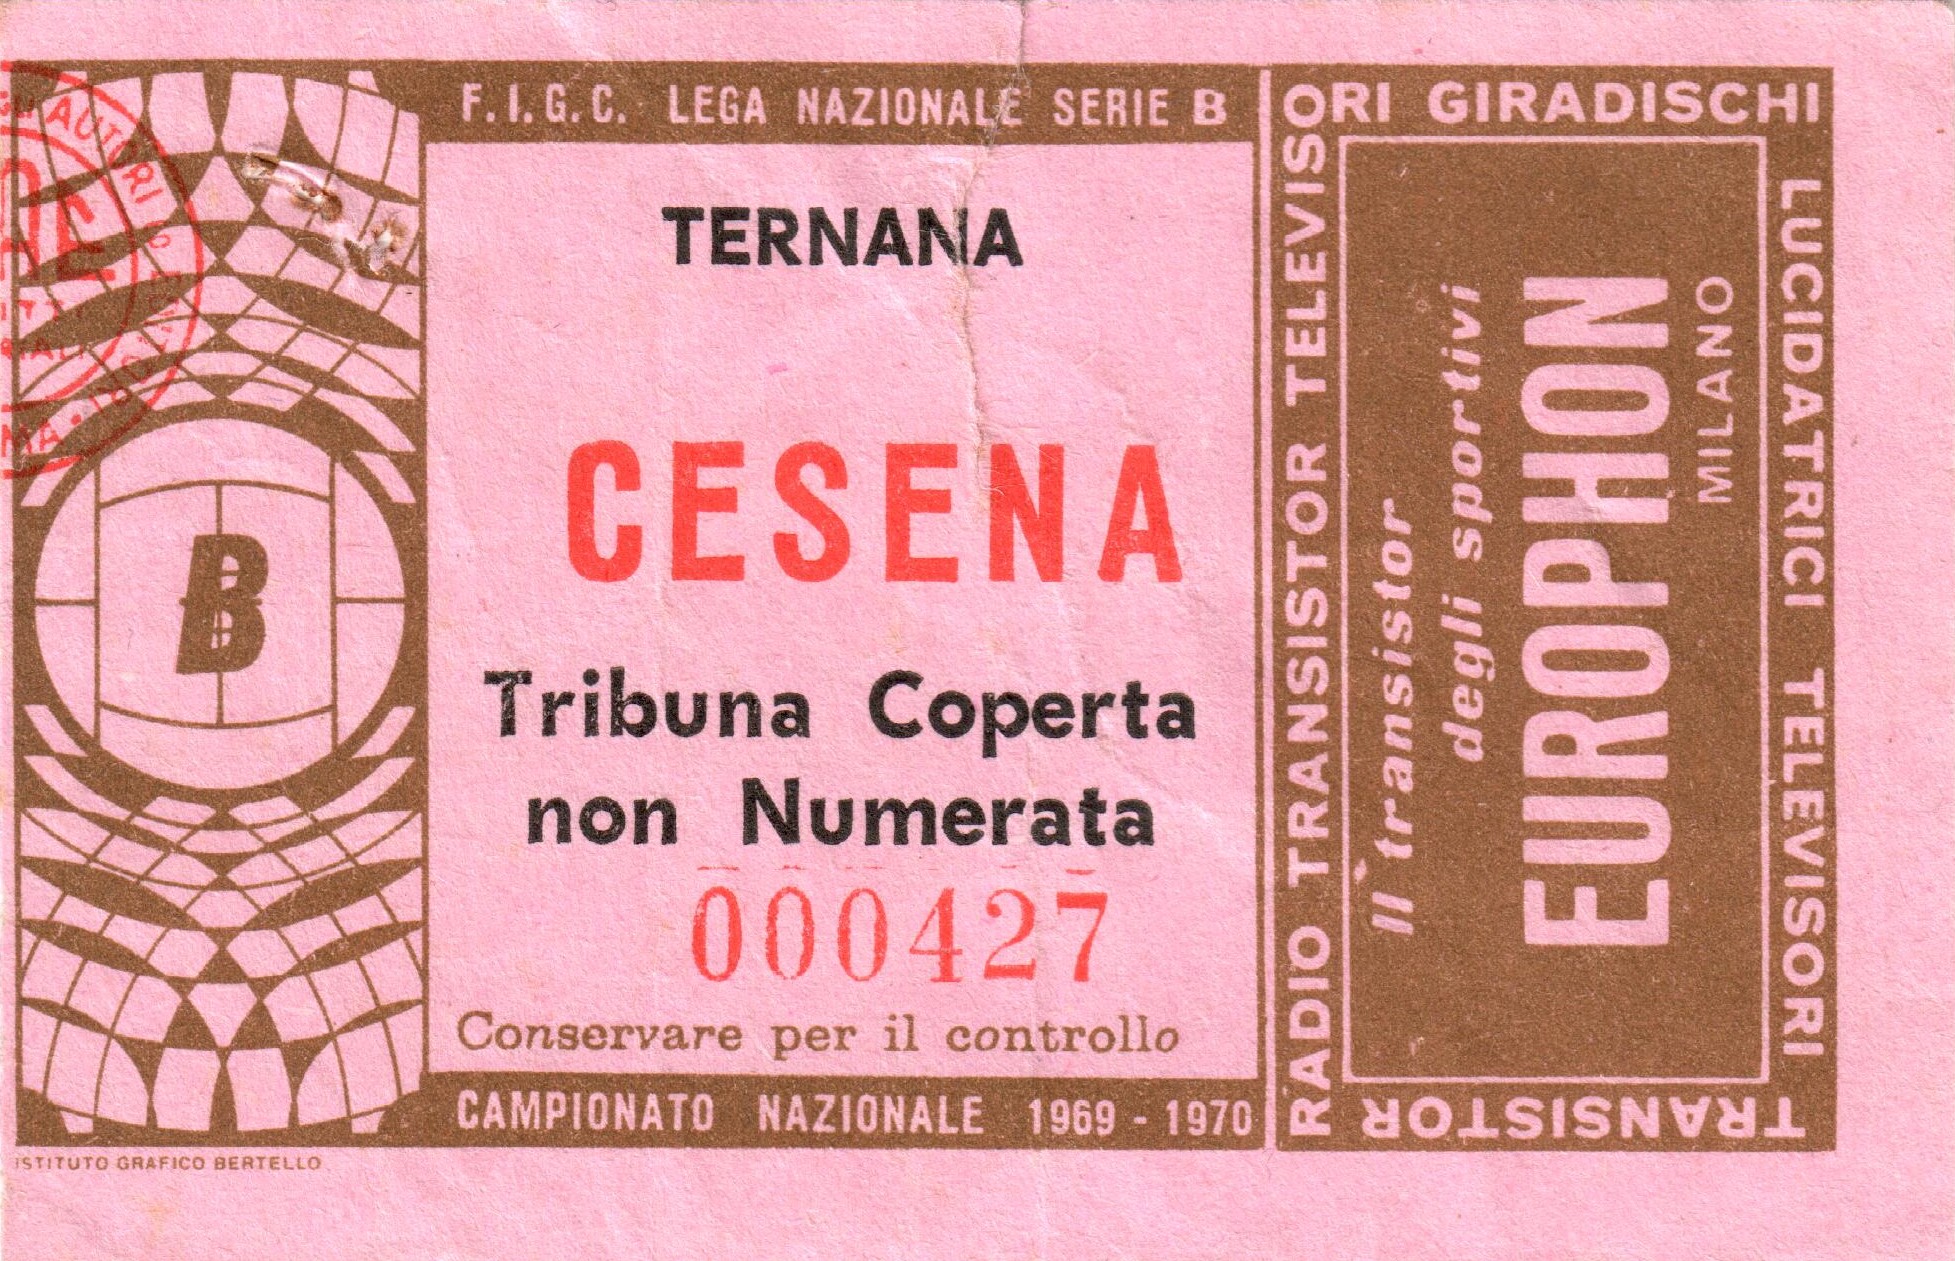 F.I.G.C. LEGA NAZIONALE SERIE B
TERNANA
CESENA
Tribuna Coperta
non Numerata
000427
Conservare per il controllo
CAMPIONATO NAZIONALE 1969 - 1970
ISTITUTO GRAFICO BERTELLO
B
AUTORI
RADIO TRANSISTOR TELEVISORI GIRADISCHI
LUCIDATRICI TELEVISORI
TRANSISTOR
Il transistor
degli sportivi
EUROPHON
MILANO